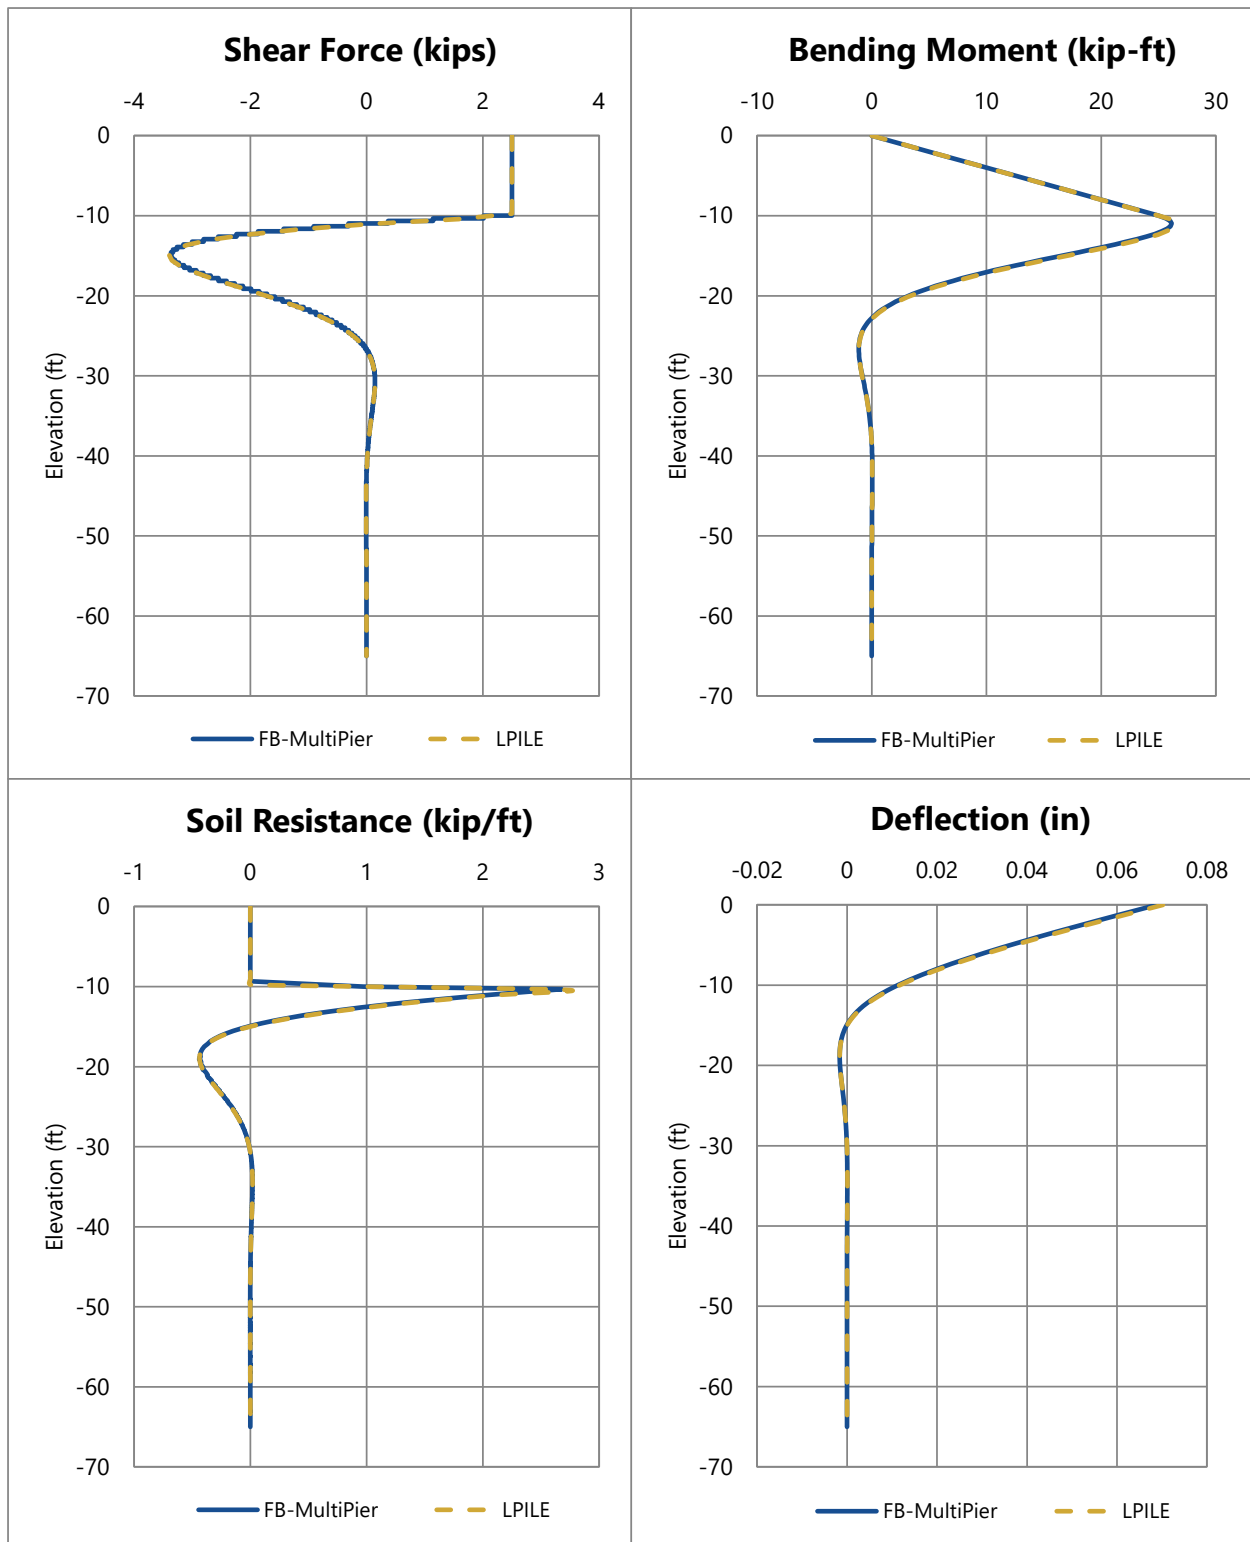 Shear Force (kips)
-4 -2 0 2 4
0
-10
-20
-30
-40
-50
-60
-70
Elevation (ft)
FB-MultiPier LPILE
Bending Moment (kip-ft)
-10 0 10 20 30
0
-10
-20
-30
-40
-50
-60
-70
Elevation (ft)
FB-MultiPier LPILE
Soil Resistance (kip/ft)
-1 0 1 2 3
0
-10
-20
-30
-40
-50
-60
-70
Elevation (ft)
FB-MultiPier LPILE
Deflection (in)
-0.02 0 0.02 0.04 0.06 0.08
0
-10
-20
-30
-40
-50
-60
-70
Elevation (ft)
FB-MultiPier LPILE